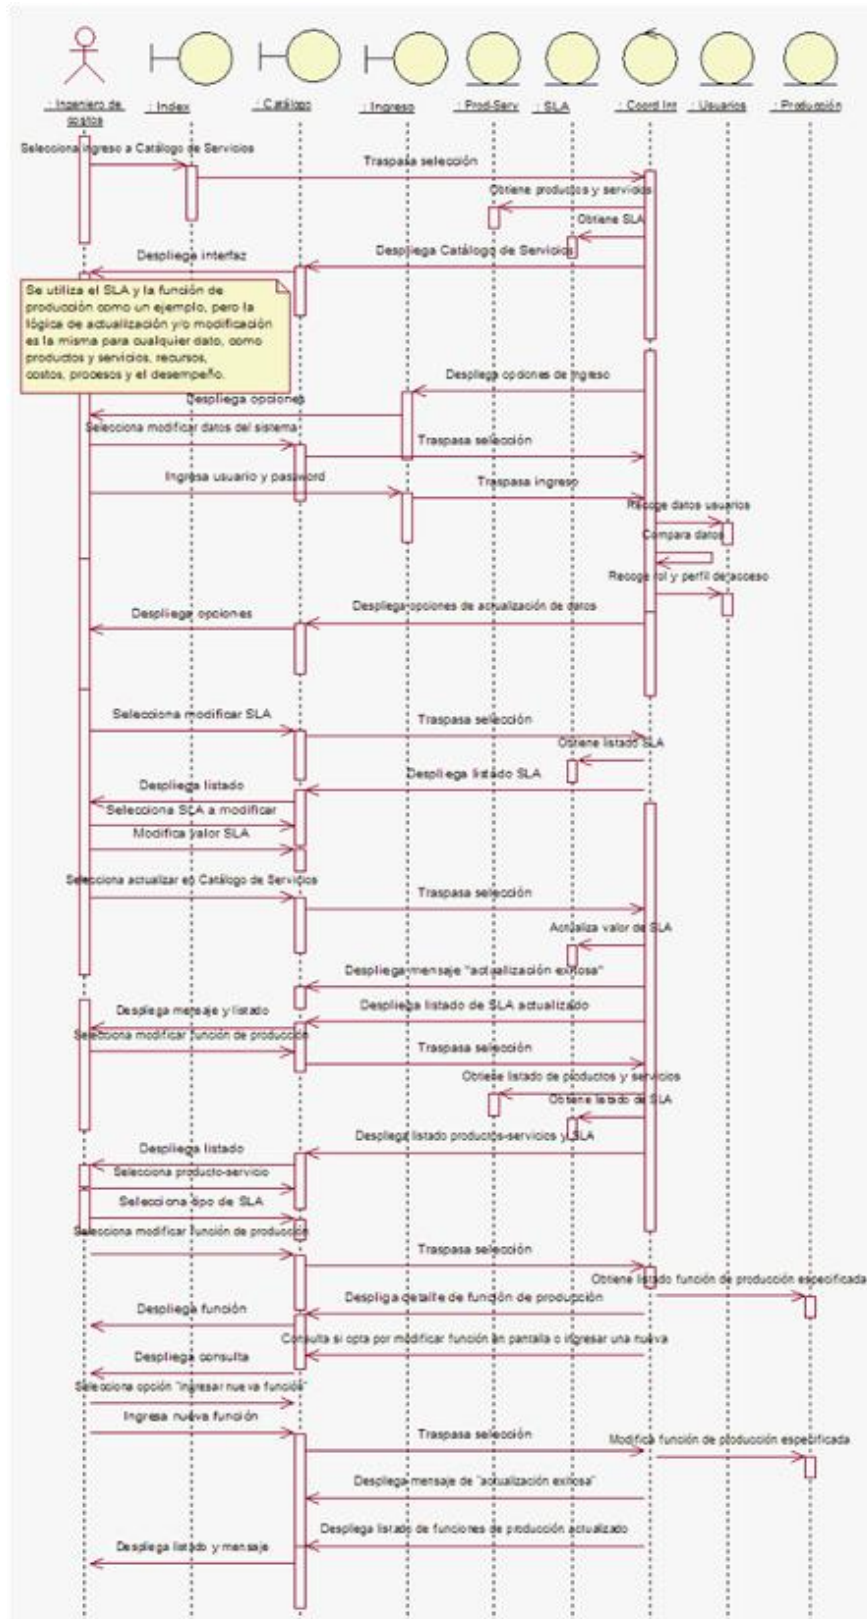 : Ingeniero de
costos
: Index
: Catálogo
: Ingreso
: Prod-Serv
: SLA
: Coord.Int
: Usuarios
: Producción
Selecciona ingreso a Catálogo de Servicios
Traspasa selección
Obtiene productos y servicios
Obtiene SLA
Despliega Catálogo de Servicios
Despliega interfaz
Se utiliza el SLA y la función de
producción como un ejemplo, pero la
lógica de actualización y/o modificación
es la misma para cualquier dato, como
productos y servicios, recursos,
costos, procesos y el desempeño.
Despliega opciones de ingreso
Despliega opciones
Selecciona modificar datos del sistema
Traspasa selección
Ingresa usuario y password
Traspasa ingreso
Recoge datos usuarios
Compara datos
Recoge rol y perfil de acceso
Despliega opciones de actualización de datos
Despliega opciones
Selecciona modificar SLA
Traspasa selección
Obtiene listado SLA
Despliega listado SLA
Despliega listado
Selecciona SLA a modificar
Modifica valor SLA
Selecciona actualizar en Catálogo de Servicios
Traspasa selección
Actualiza valor de SLA
Despliega mensaje "actualización exitosa"
Despliega listado de SLA actualizado
Despliega mensaje y listado
Selecciona modificar función de producción
Traspasa selección
Obtiene listado de productos y servicios
Obtiene listado de SLA
Despliega listado productos-servicios y SLA
Despliega listado
Selecciona producto-servicio
Selecciona tipo de SLA
Selecciona modificar función de producción
Traspasa selección
Obtiene listado función de producción especificada
Despliga detalle de función de producción
Despliega función
Consulta si opta por modificar función en pantalla o ingresar una nueva
Despliega consulta
Selecciona opción "ingresar nueva función"
Ingresa nueva función
Traspasa selección
Modifica función de producción especificada
Despliega mensaje de "actualización exitosa"
Despliega listado de funciones de producción actualizado
Despliega listado y mensaje